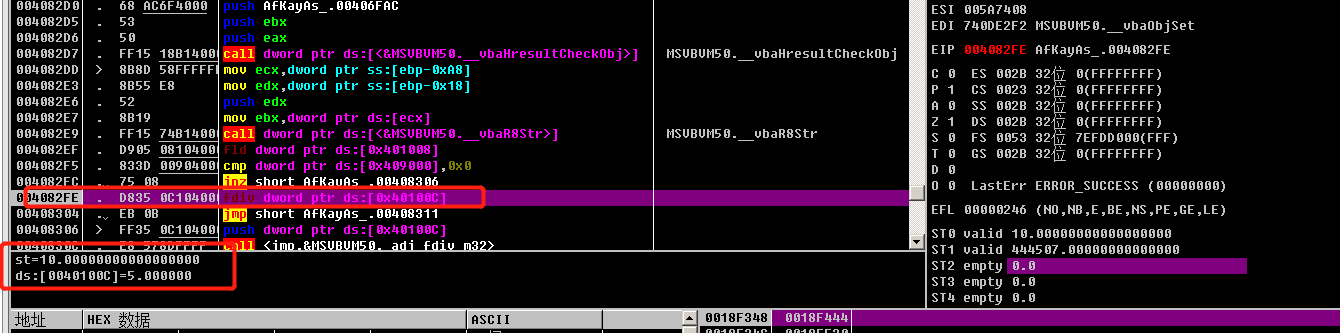 004082D0 . 68 AC6F4000 push AfKayAs_.00406FAC
004082D5 . 53 push ebx
004082D6 . 50 push eax
004082D7 . FF15 18B14000 call dword ptr ds:[<&MSVBVM50.__vbaHresultCheckObj>] MSVBVM50.__vbaHresultCheckObj
004082DD > 8B8D 58FFFFFF mov ecx,dword ptr ss:[ebp-0xA8]
004082E3 . 8B55 E8 mov edx,dword ptr ss:[ebp-0x18]
004082E6 . 52 push edx
004082E7 . 8B19 mov ebx,dword ptr ds:[ecx]
004082E9 . FF15 74B14000 call dword ptr ds:[<&MSVBVM50.__vbaR8Str>] MSVBVM50.__vbaR8Str
004082EF . D905 08104000 fld dword ptr ds:[0x401008]
004082F5 . 833D 00904000 cmp dword ptr ds:[0x409000],0x0
004082FC . 75 08 jnz short AfKayAs_.00408306
004082FE . D835 0C104000 fdiv dword ptr ds:[0x40100C]
00408304 . EB 0B jmp short AfKayAs_.00408311
00408306 > FF35 0C104000 push dword ptr ds:[0x40100C]
0040830C . E8 578DFFFF call <jmp.&MSVBVM50._adj_fdiv_m32>
st=10.000000000000000000
ds:[0040100C]=5.000000
地址 HEX 数据 ASCII
0018F348 0018F444
ESI 005A7408
EDI 740DE2F2 MSVBVM50.__vbaObjSet
EIP 004082FE AfKayAs_.004082FE
C 0 ES 002B 32位 0(FFFFFFFF)
P 1 CS 0023 32位 0(FFFFFFFF)
A 0 SS 002B 32位 0(FFFFFFFF)
Z 1 DS 002B 32位 0(FFFFFFFF)
S 0 FS 0053 32位 7EFDD000(FFF)
T 0 GS 002B 32位 0(FFFFFFFF)
D 0
O 0 LastErr ERROR_SUCCESS (00000000)
EFL 00000246 (NO,NB,E,BE,NS,PE,GE,LE)
ST0 valid 10.000000000000000000
ST1 valid 444507.00000000000000
ST2 empty 0.0
ST3 empty 0.0
ST4 empty 0.0